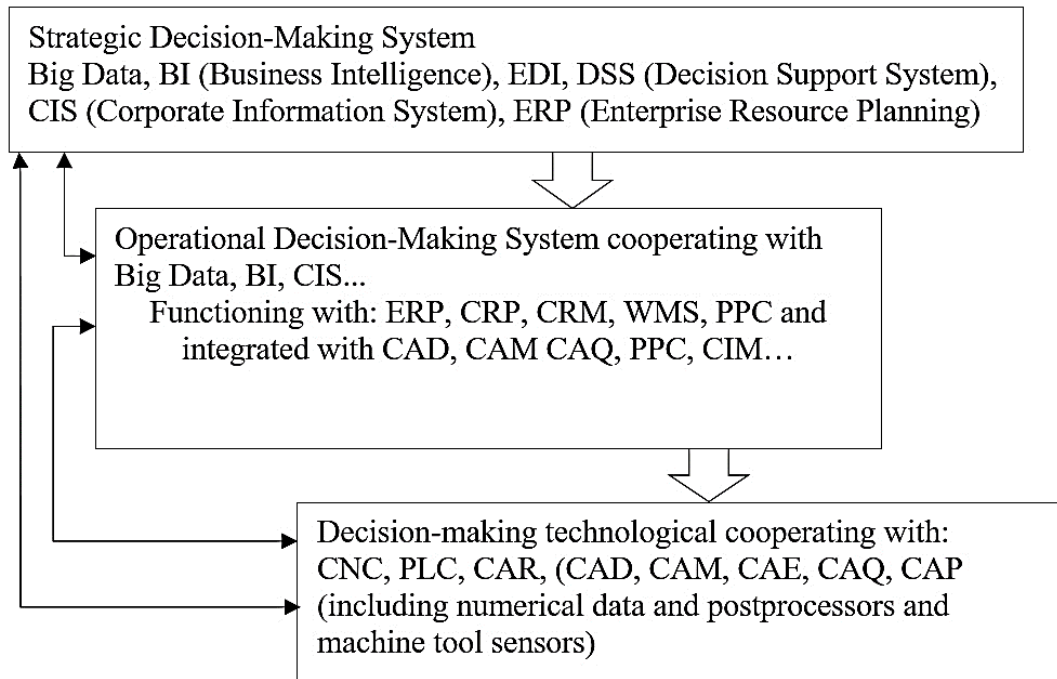 Strategic Decision-Making System
Big Data, BI (Business Intelligence), EDI, DSS (Decision Support System),
CIS (Corporate Information System), ERP (Enterprise Resource Planning)
Operational Decision-Making System cooperating with
Big Data, BI, CIS...
Functioning with: ERP, CRP, CRM, WMS, PPC and
integrated with CAD, CAM CAQ, PPC, CIM…
Decision-making technological cooperating with:
CNC, PLC, CAR, (CAD, CAM, CAE, CAQ, CAP
(including numerical data and postprocessors and
machine tool sensors)